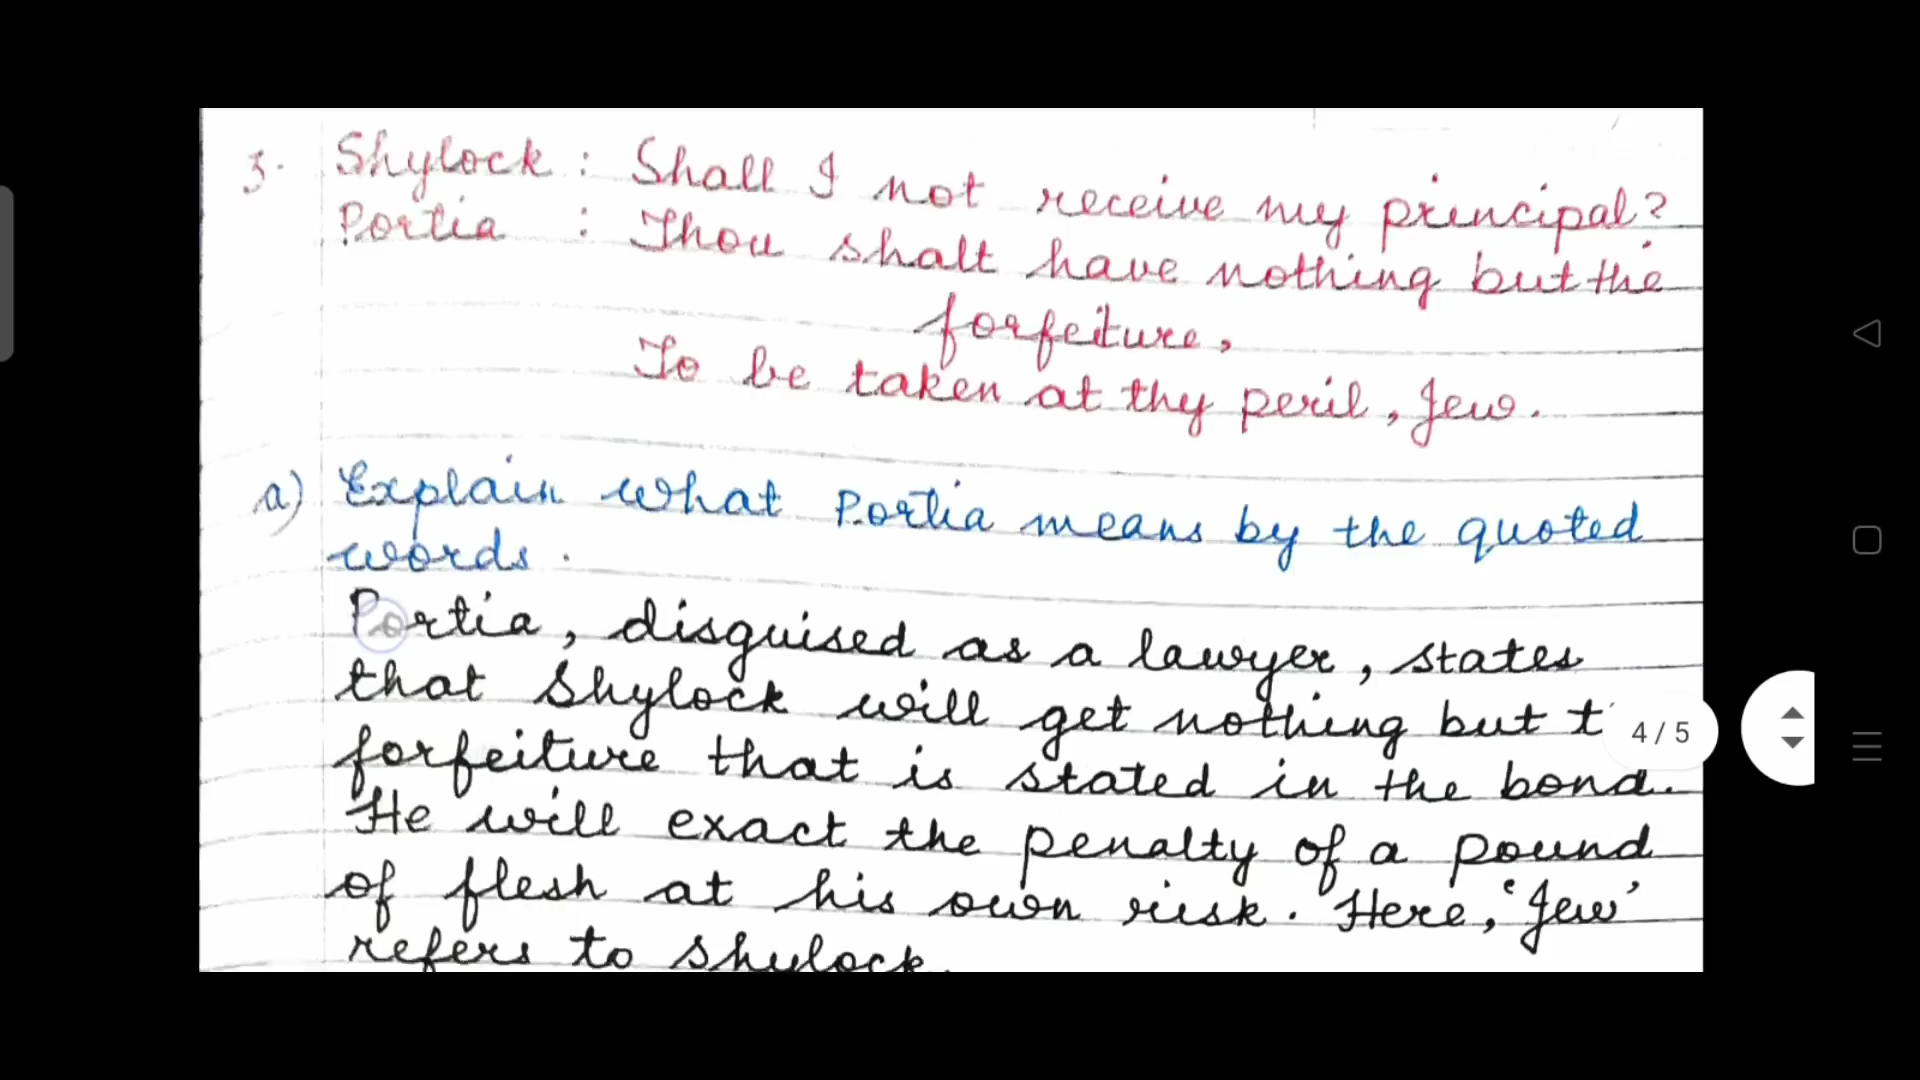 3. Shylock : Shall I not receive my principal?
Portia : Thou shalt have nothing but the
forfeiture,
To be taken at thy peril, Jew.
a) Explain what Portia means by the quoted
words.
Portia, disguised as a lawyer, states
that Shylock will get nothing but t
forfeiture that is stated in the bond.
He will exact the penalty of a pound
of flesh at his own risk. Here, 'Jew'
refers to Shylock.
4 / 5